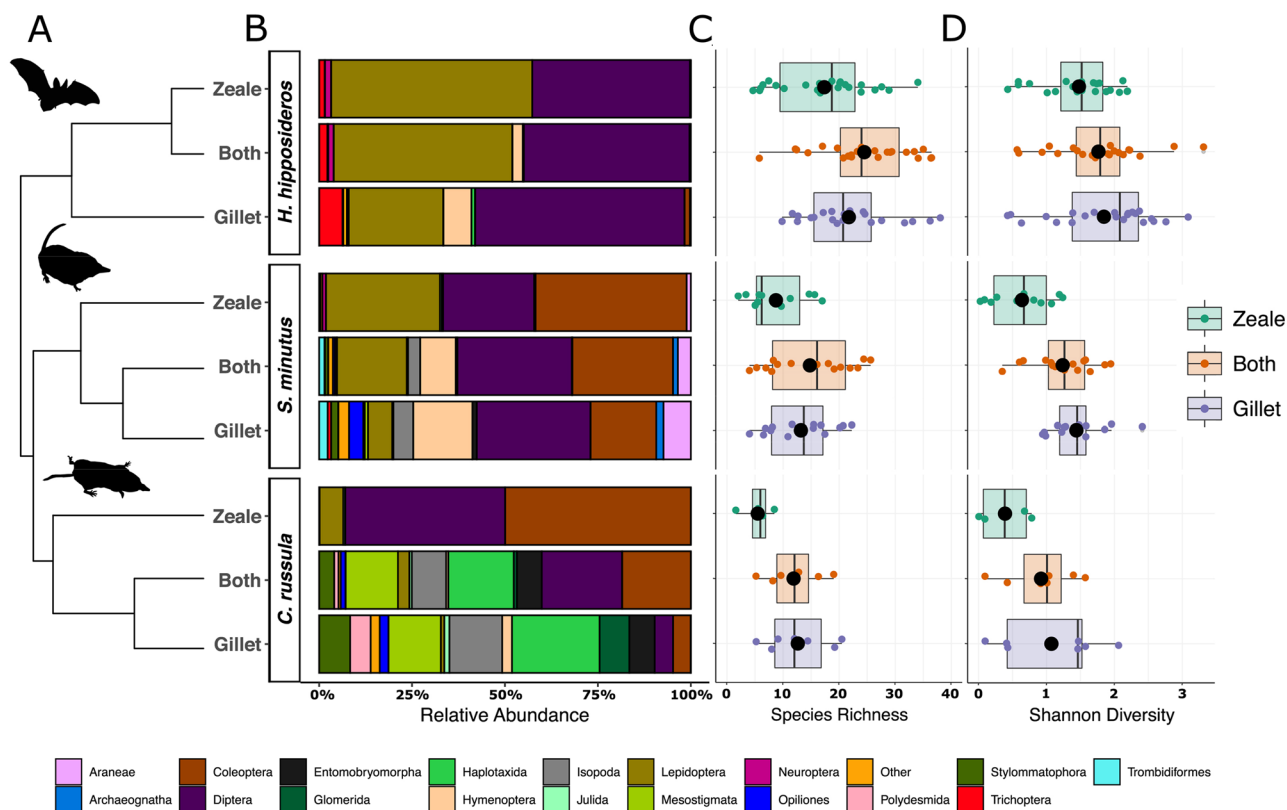 A B C D
H. hipposideros
Zeale
Both
Gillet
S. minutus
Zeale
Both
Gillet
C. russula
Zeale
Both
Gillet
Zeale
Both
Gillet
0% 25% 50% 75% 100%
Relative Abundance
0 10 20 30 40
Species Richness
0 1 2 3
Shannon Diversity
Araneae Coleoptera Entomobryomorpha Haplotaxida Isopoda Lepidoptera Neuroptera Other Stylommatophora Trombidiformes
Archaeognatha Diptera Glomerida Hymenoptera Julida Mesostigmata Opiliones Polydesmida Trichoptera